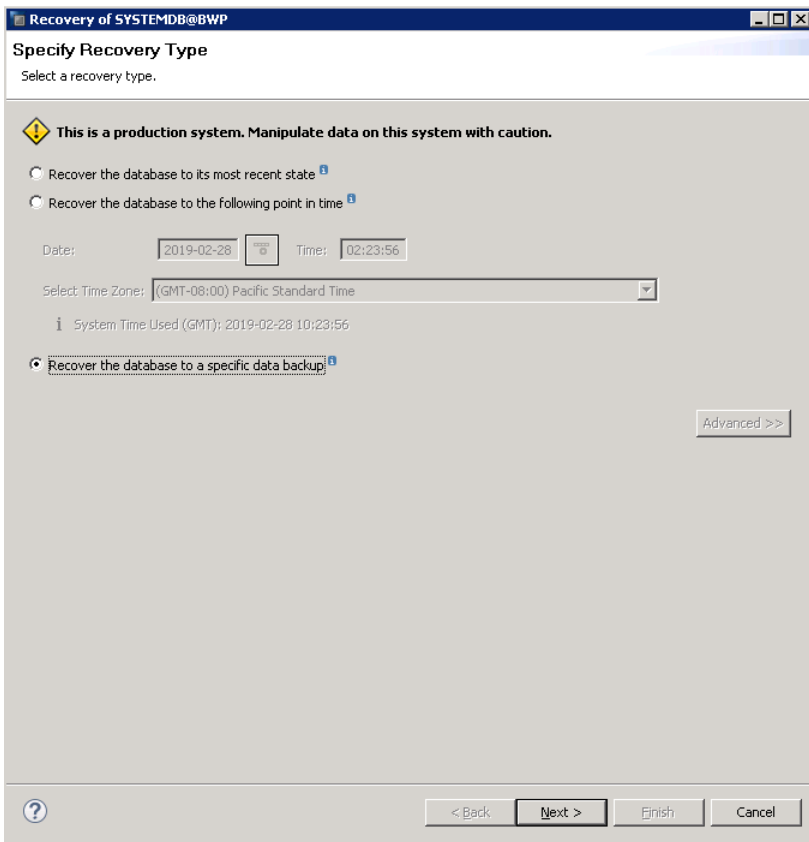 Recovery of SYSTEMDB@BWP
Specify Recovery Type
Select a recovery type.
This is a production system. Manipulate data on this system with caution.
Recover the database to its most recent state
Recover the database to the following point in time
Date: 2019-02-28 Time: 02:23:56
Select Time Zone: (GMT-08:00) Pacific Standard Time
System Time Used (GMT): 2019-02-28 10:23:56
Recover the database to a specific data backup
Advanced >>
? < Back Next > Finish Cancel